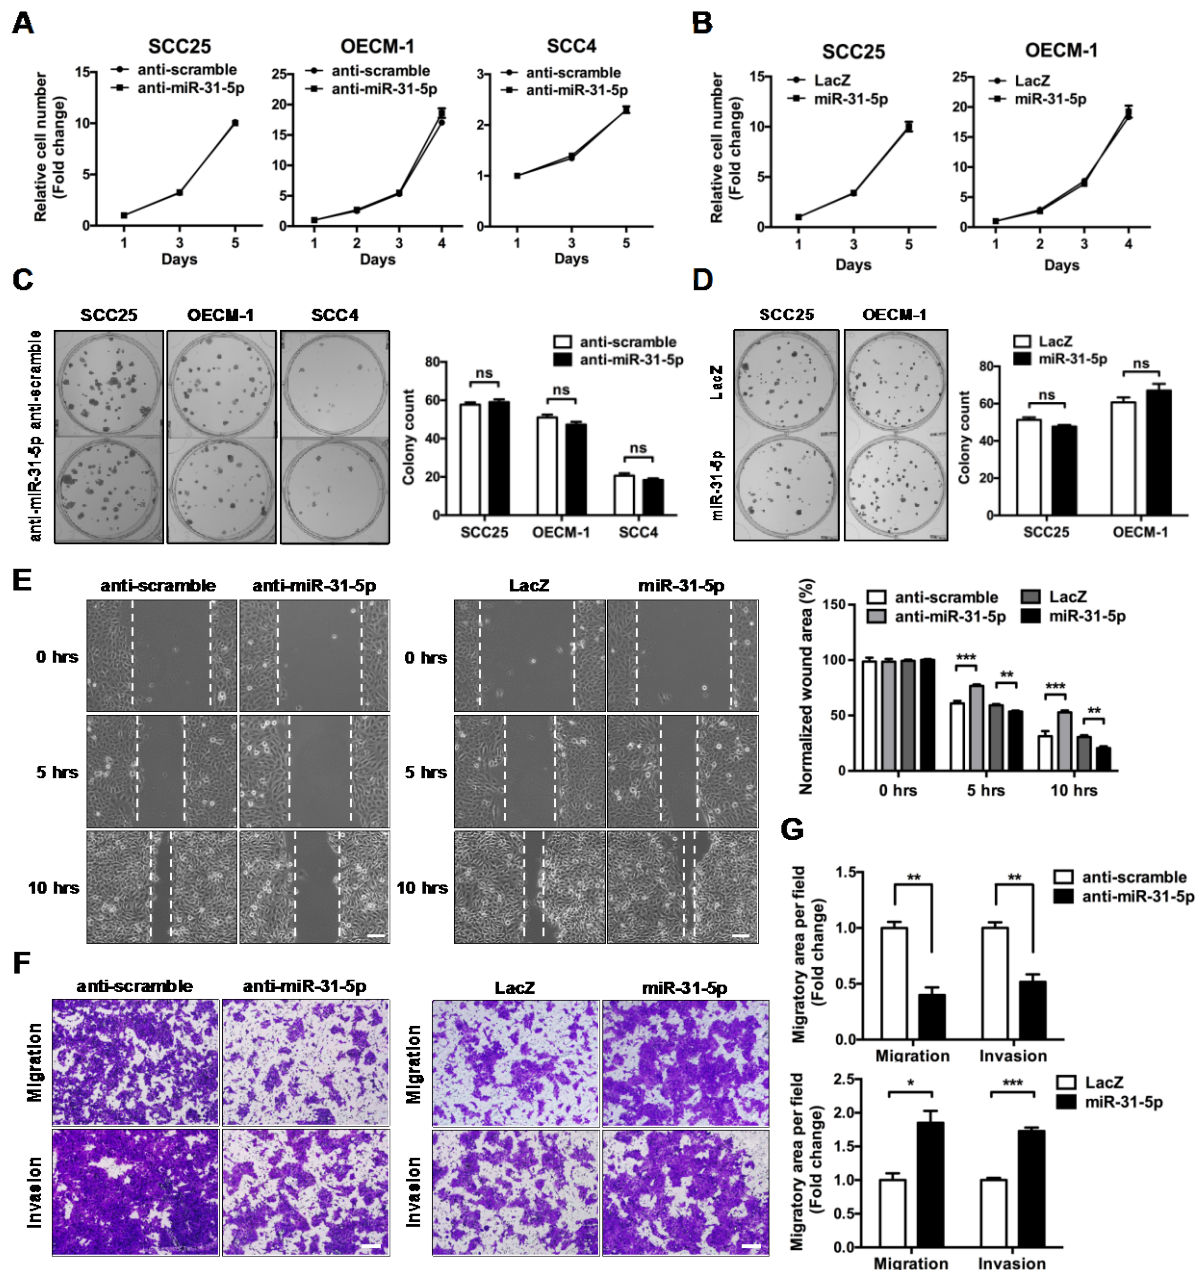 A
B
SCC25
OECM-1
SCC4
anti-scramble
anti-miR-31-5p
anti-scramble
anti-miR-31-5p
anti-scramble
anti-miR-31-5p
Relative cell number
(Fold change)
15
10
5
0
25
20
15
10
5
0
3
2
1
0
1 3 5
1 2 3 4
1 3 5
Days
Days
Days
SCC25
OECM-1
LacZ
miR-31-5p
LacZ
miR-31-5p
Relative cell number
(Fold change)
15
10
5
0
25
20
15
10
5
0
1 3 5
1 2 3 4
Days
Days
C
SCC25
OECM-1
SCC4
anti-scramble
anti-miR-31-5p
anti-scramble
anti-miR-31-5p
Colony count
80
60
40
20
0
ns
ns
ns
SCC25
OECM-1
SCC4
D
SCC25
OECM-1
LacZ
miR-31-5p
LacZ
miR-31-5p
Colony count
80
60
40
20
0
ns
ns
SCC25
OECM-1
E
anti-scramble
anti-miR-31-5p
LacZ
miR-31-5p
0 hrs
5 hrs
10 hrs
0 hrs
5 hrs
10 hrs
anti-scramble
anti-miR-31-5p
LacZ
miR-31-5p
Normalized wound area (%)
150
100
50
0
***
**
***
**
0 hrs
5 hrs
10 hrs
F
anti-scramble
anti-miR-31-5p
LacZ
miR-31-5p
Migration
Invasion
Migration
Invasion
G
anti-scramble
anti-miR-31-5p
Migratory area per field
(Fold change)
1.5
1.0
0.5
0.0
**
**
Migration
Invasion
LacZ
miR-31-5p
Migratory area per field
(Fold change)
2.5
2.0
1.5
1.0
0.5
0.0
*
***
Migration
Invasion